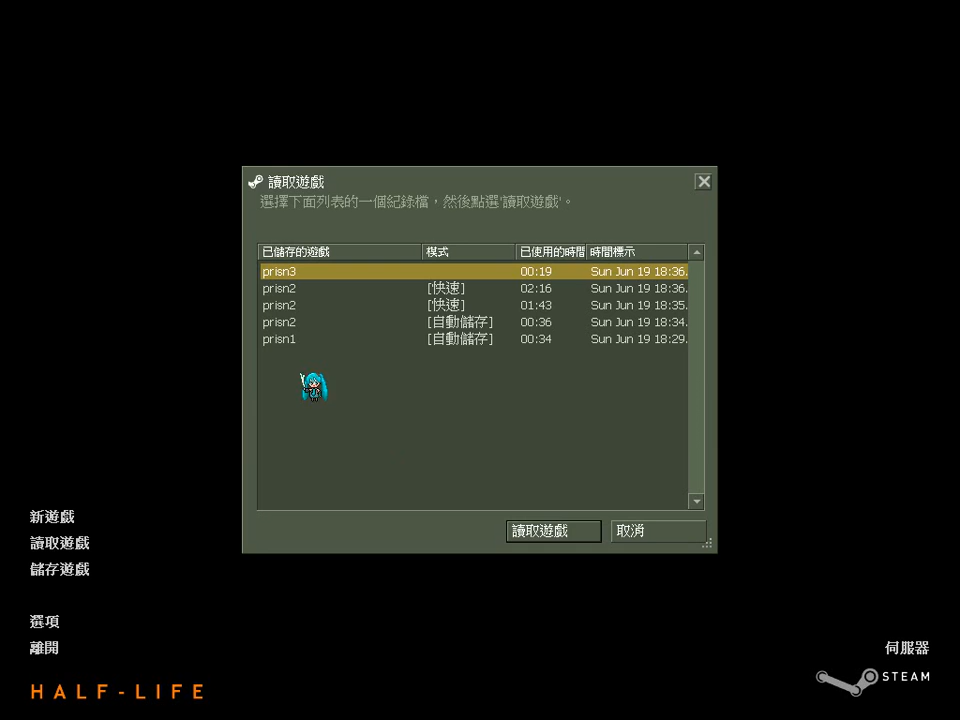 讀取遊戲
選擇下面列表的一個紀錄檔，然後點選'讀取遊戲'。
已儲存的遊戲 模式 已使用的時間 時間標示
prisn3 00:19 Sun Jun 19 18:36.
prisn2 [快速] 02:16 Sun Jun 19 18:36.
prisn2 [快速] 01:43 Sun Jun 19 18:35.
prisn2 [自動儲存] 00:36 Sun Jun 19 18:34.
prisn1 [自動儲存] 00:34 Sun Jun 19 18:29.
讀取遊戲 取消
新遊戲
讀取遊戲
儲存遊戲
選項
離開
伺服器
STEAM
HALF-LIFE